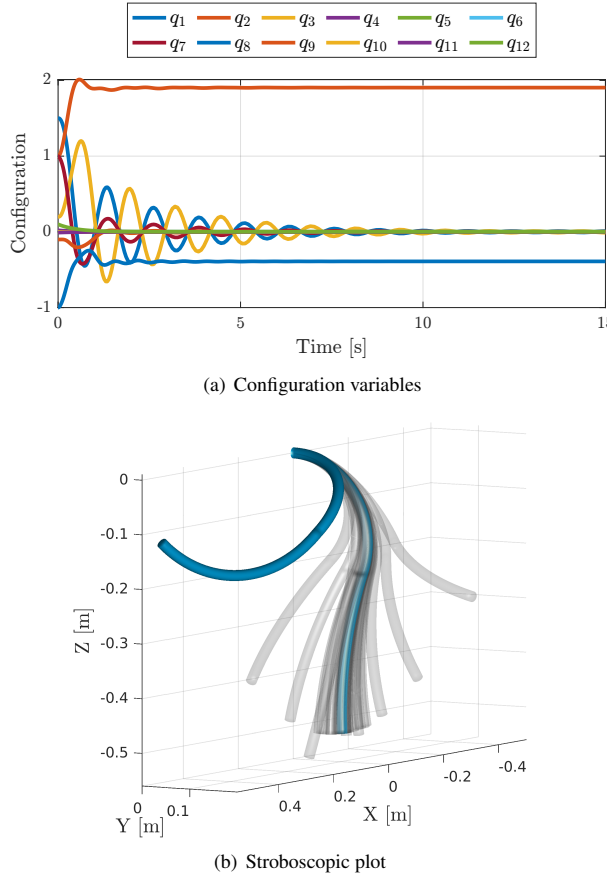 q1 q2 q3 q4 q5 q6
q7 q8 q9 q10 q11 q12
2
1
0
-1
Configuration
0 5 10 15
Time [s]
(a) Configuration variables
0
-0.1
-0.2
-0.3
-0.4
-0.5
Z [m]
0 0.1 0.4 0.2 0 -0.2 -0.4
Y [m] X [m]
(b) Stroboscopic plot